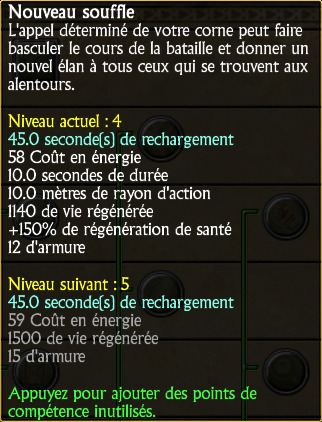 Nouveau souffle
L'appel déterminé de votre corne peut faire
basculer le cours de la bataille et donner un
nouvel élan à tous ceux qui se trouvent aux
alentours.
Niveau actuel : 4
45.0 seconde(s) de rechargement
58 Coût en énergie
10.0 secondes de durée
10.0 mètres de rayon d'action
1140 de vie régénérée
+150% de régénération de santé
12 d'armure
Niveau suivant : 5
45.0 seconde(s) de rechargement
59 Coût en énergie
1500 de vie régénérée
15 d'armure
Appuyez pour ajouter des points de
compétence inutilisés.